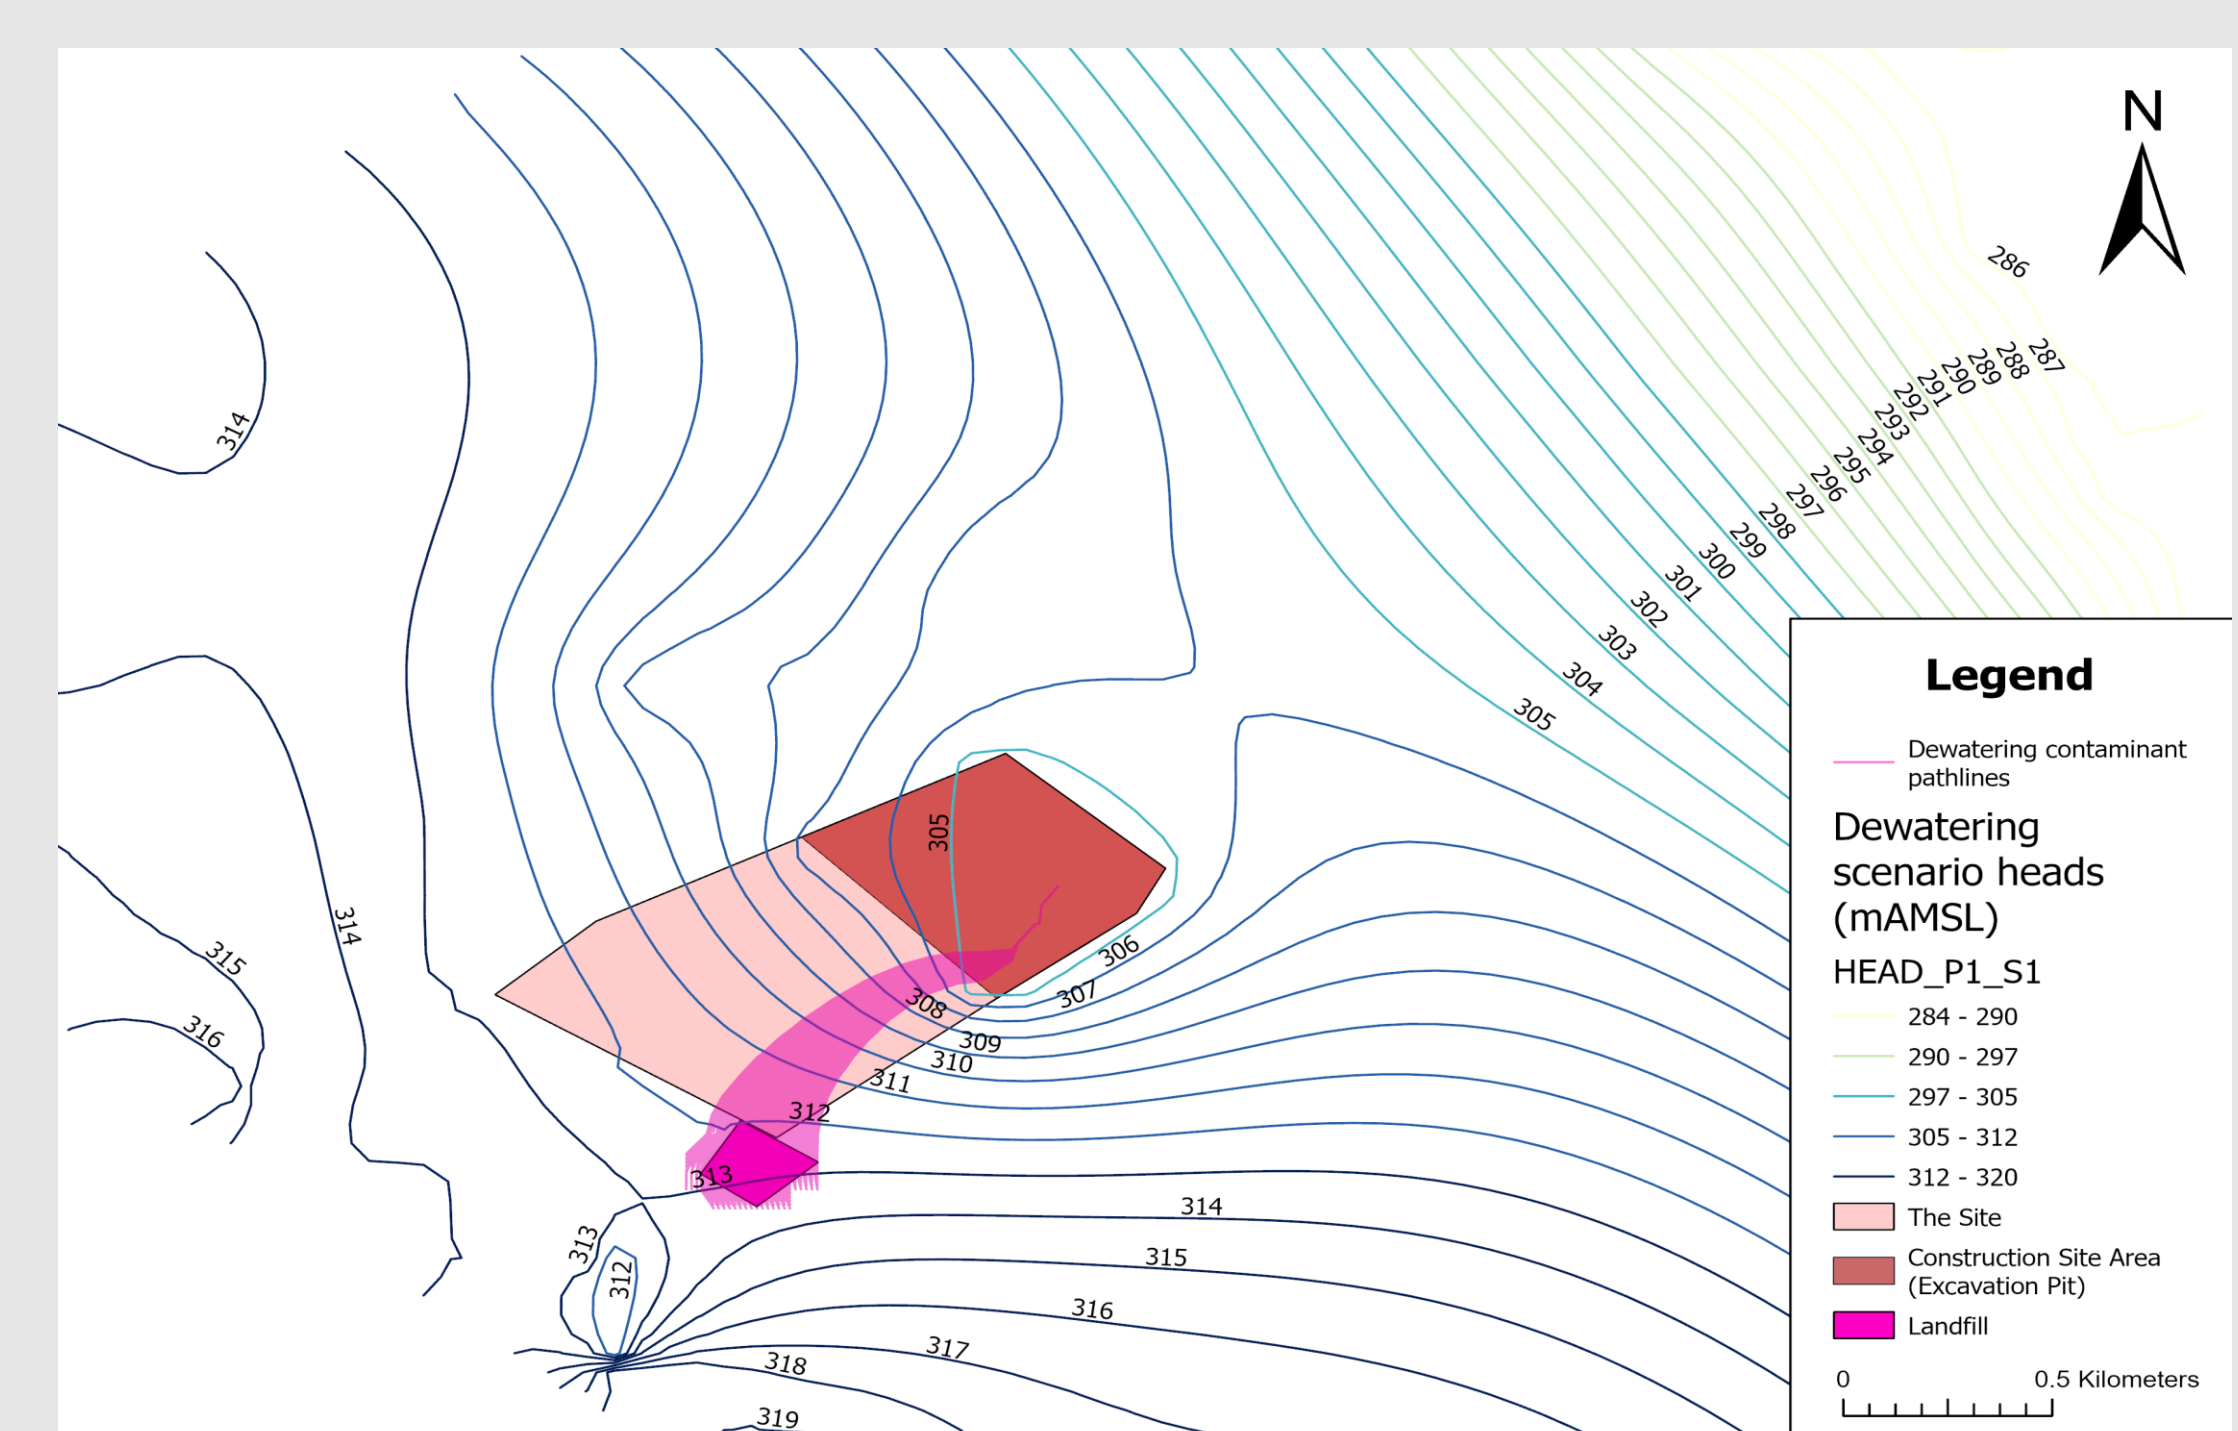 N
286
287
288
289
290
291
292
293
294
295
296
297
298
299
300
301
302
303
304
305
314
305
306
307
308
309
310
311
312
313
314
315
316
313
312
314
315
316
317
318
319
Legend
Dewatering contaminant
pathlines
Dewatering
scenario heads
(mAMSL)
HEAD_P1_S1
284 - 290
290 - 297
297 - 305
305 - 312
312 - 320
The Site
Construction Site Area
(Excavation Pit)
Landfill
0 0.5 Kilometers